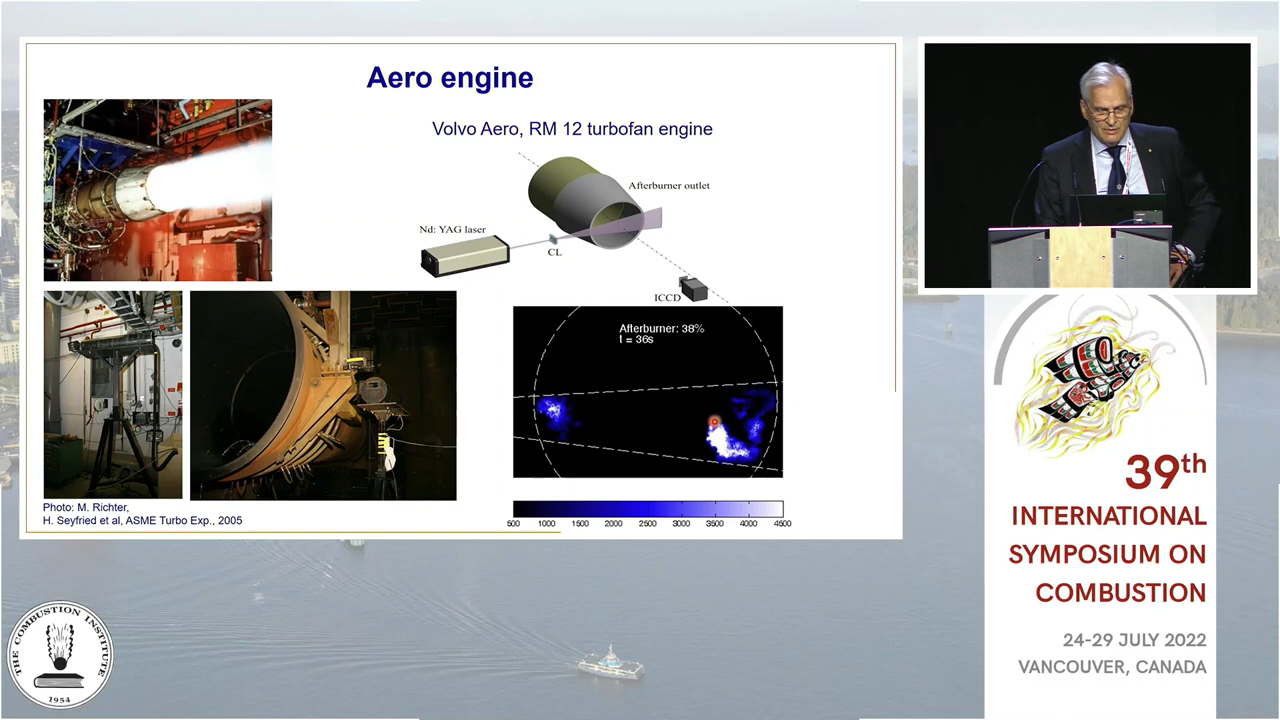 Aero engine
Volvo Aero, RM 12 turbofan engine
Afterburner outlet
Nd: YAG laser
CL
ICCD
Afterburner: 38%
t = 36s
500 1000 1500 2000 2500 3000 3500 4000 4500
Photo: M. Richter,
H. Seyfried et al, ASME Turbo Exp., 2005
39th
INTERNATIONAL
SYMPOSIUM ON
COMBUSTION
24-29 JULY 2022
VANCOUVER, CANADA
THE COMBUSTION INSTITUTE
1954